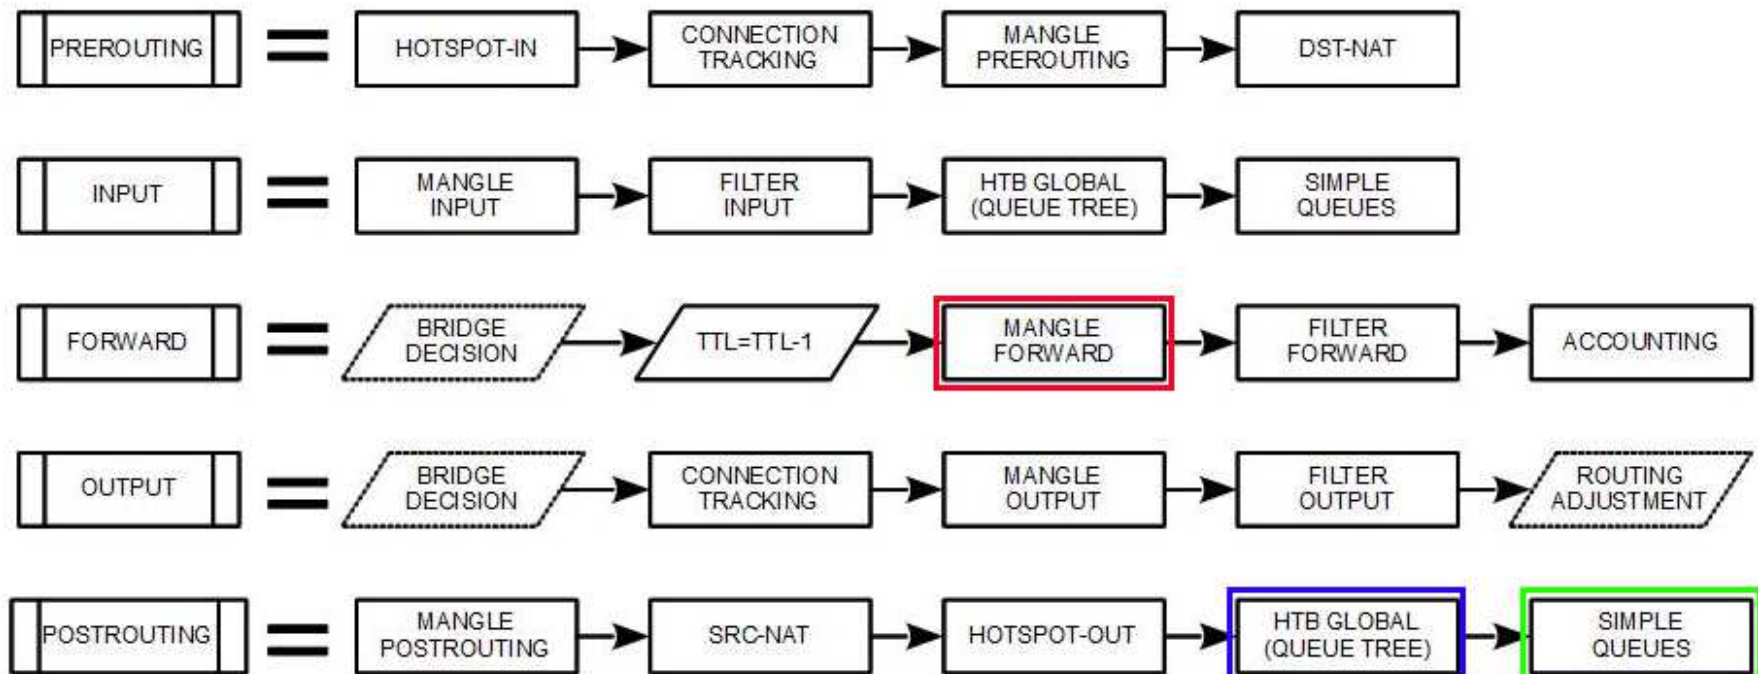 PREROUTING
HOTSPOT-IN
CONNECTION
TRACKING
MANGLE
PREROUTING
DST-NAT
INPUT
MANGLE
INPUT
FILTER
INPUT
HTB GLOBAL
(QUEUE TREE)
SIMPLE
QUEUES
FORWARD
BRIDGE
DECISION
TTL=TTL-1
MANGLE
FORWARD
FILTER
FORWARD
ACCOUNTING
OUTPUT
BRIDGE
DECISION
CONNECTION
TRACKING
MANGLE
OUTPUT
FILTER
OUTPUT
ROUTING
ADJUSTMENT
POSTROUTING
MANGLE
POSTROUTING
SRC-NAT
HOTSPOT-OUT
HTB GLOBAL
(QUEUE TREE)
SIMPLE
QUEUES